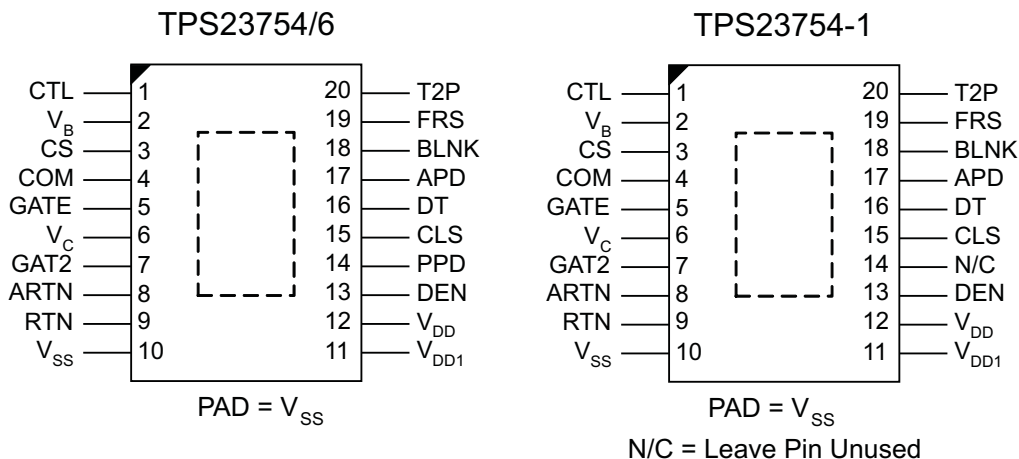 TPS23754/6
CTL 1 20 T2P
V_B 2 19 FRS
CS 3 18 BLNK
COM 4 17 APD
GATE 5 16 DT
V_C 6 15 CLS
GAT2 7 14 PPD
ARTN 8 13 DEN
RTN 9 12 V_DD
V_SS 10 11 V_DD1
PAD = V_SS
TPS23754-1
CTL 1 20 T2P
V_B 2 19 FRS
CS 3 18 BLNK
COM 4 17 APD
GATE 5 16 DT
V_C 6 15 CLS
GAT2 7 14 N/C
ARTN 8 13 DEN
RTN 9 12 V_DD
V_SS 10 11 V_DD1
PAD = V_SS
N/C = Leave Pin Unused